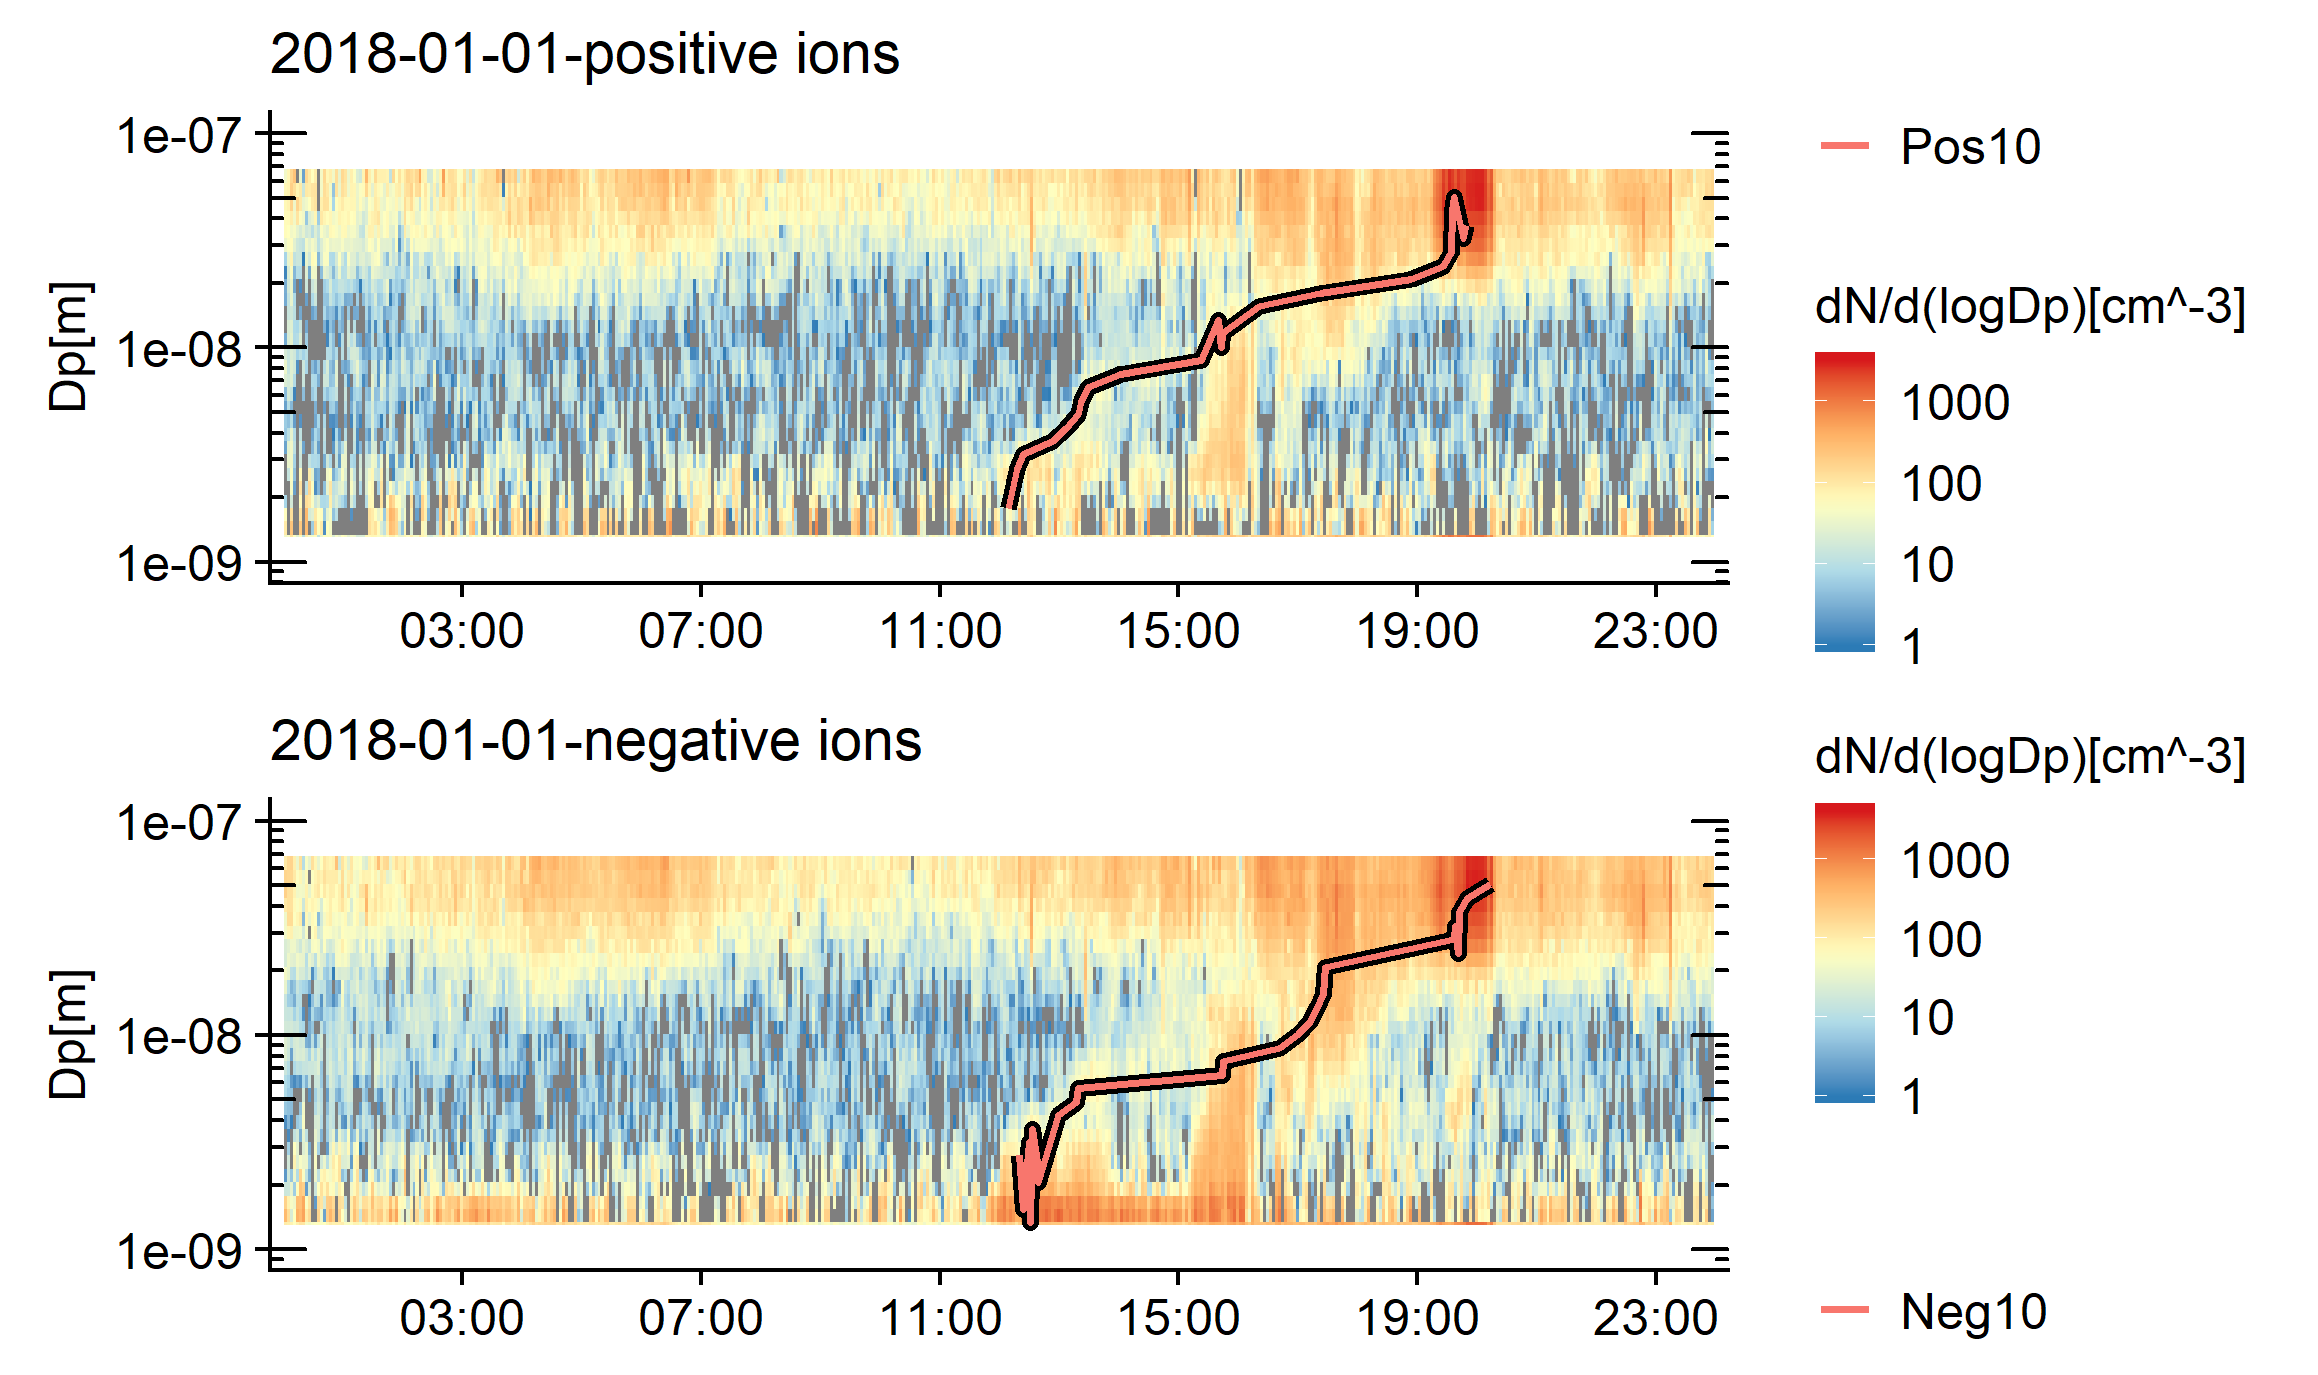 2018-01-01-positive ions
1e-07
1e-08
1e-09
Dp[m]
03:00 07:00 11:00 15:00 19:00 23:00
Pos10
dN/d(logDp)[cm^-3]
1000
100
10
1
2018-01-01-negative ions
1e-07
1e-08
1e-09
Dp[m]
03:00 07:00 11:00 15:00 19:00 23:00
dN/d(logDp)[cm^-3]
1000
100
10
1
Neg10